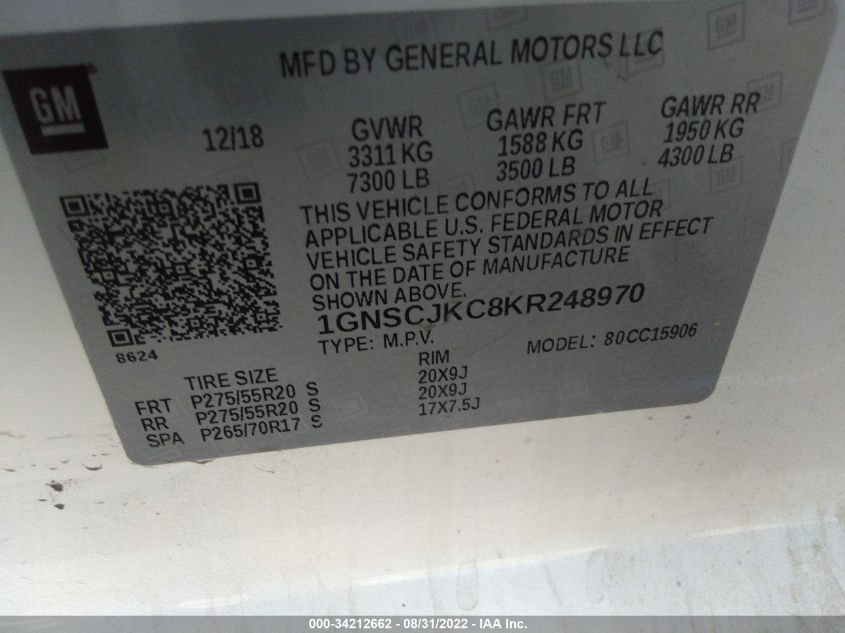 MFD BY GENERAL MOTORS LLC
GM
12/18
GVWR
3311 KG
7300 LB
GAWR FRT
1588 KG
3500 LB
GAWR RR
1950 KG
4300 LB
THIS VEHICLE CONFORMS TO ALL
APPLICABLE U.S. FEDERAL MOTOR
VEHICLE SAFETY STANDARDS IN EFFECT
ON THE DATE OF MANUFACTURE
SHOWN ABOVE.
1GNSCJKC8KR248970
TYPE: M.P.V.
MODEL: 80CC15906
8624
TIRE SIZE
RIM
FRT P275/55R20 S 20X9J
RR P275/55R20 S 20X9J
SPA P265/70R17 S 17X7.5J
000-34212662 - 08/31/2022 - IAA Inc.